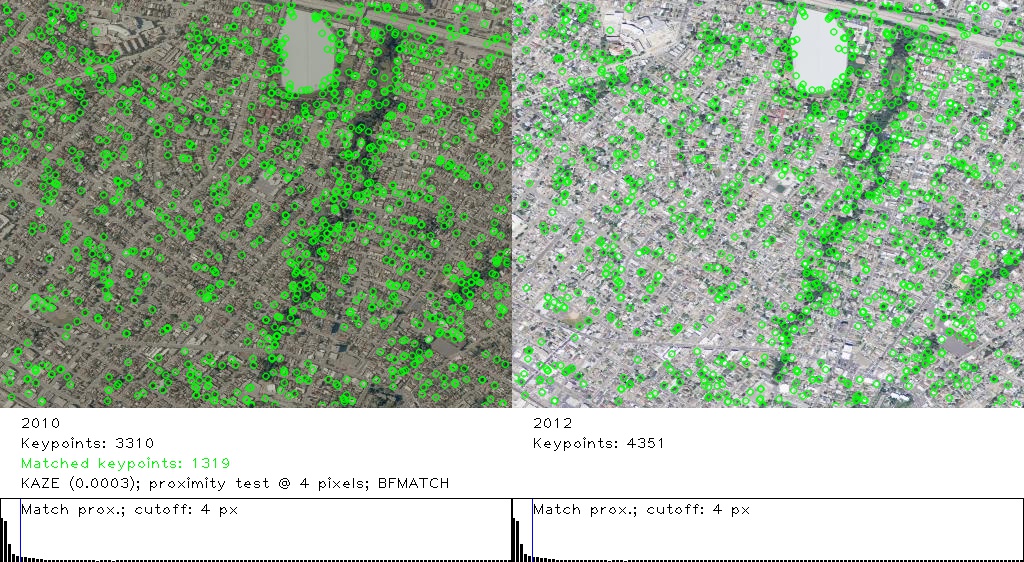 2010
Keypoints: 3310
Matched keypoints: 1319
KAZE (0.0003); proximity test @ 4 pixels; BFMATCH
2012
Keypoints: 4351
Match prox.; cutoff: 4 px
Match prox.; cutoff: 4 px